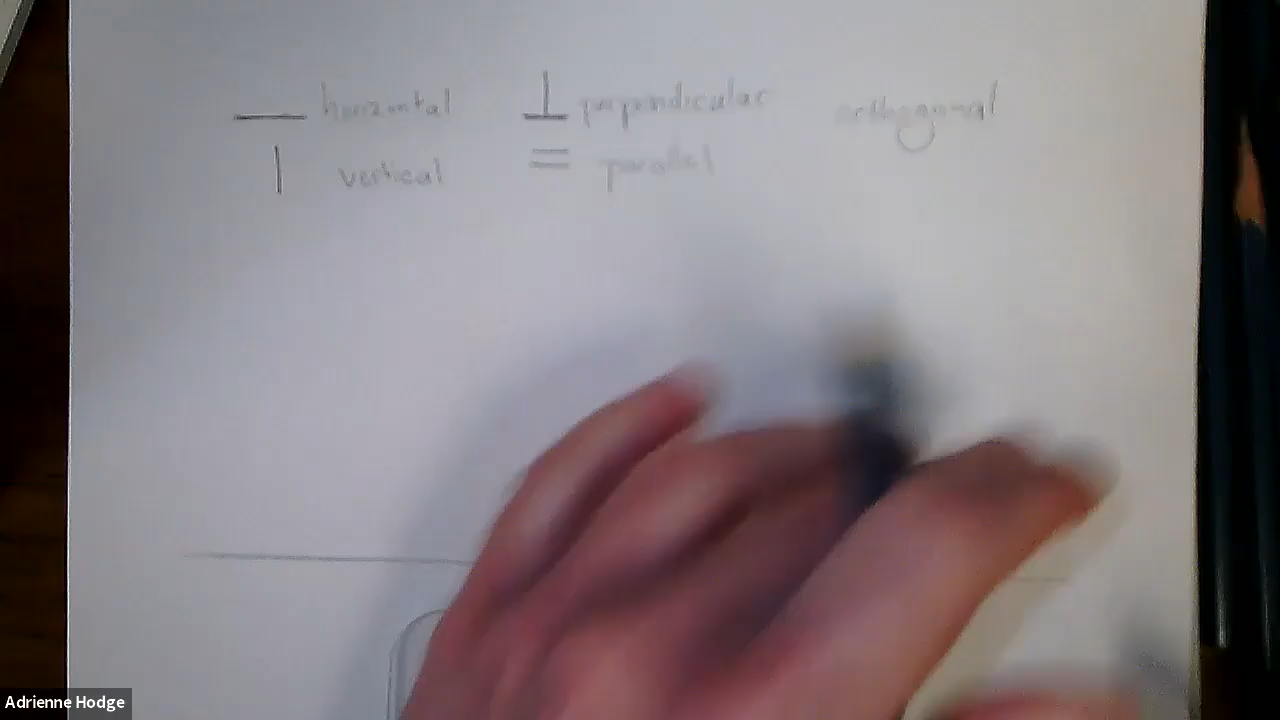 horizontal perpendicular orthogonal
vertical parallel
Adrienne Hodge